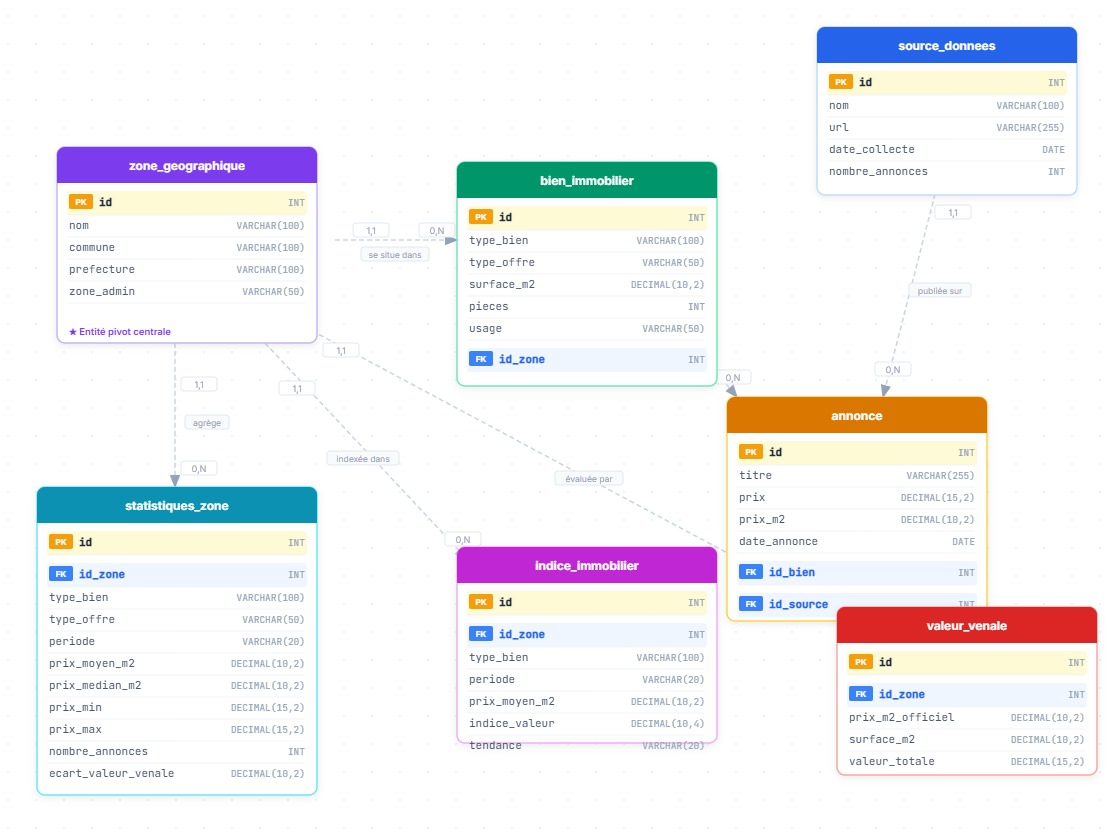 source_donnees
PK id INT
nom VARCHAR(100)
url VARCHAR(255)
date_collecte DATE
nombre_annonces INT
zone_geographique
PK id INT
nom VARCHAR(100)
commune VARCHAR(100)
prefecture VARCHAR(100)
zone_admin VARCHAR(50)
★ Entité pivot centrale
1,1
0,N
se situe dans
bien_immobilier
PK id INT
type_bien VARCHAR(100)
type_offre VARCHAR(50)
surface_m2 DECIMAL(10,2)
pieces INT
usage VARCHAR(50)
FK id_zone INT
1,1
publiée sur
0,N
0,N
1,1
agrège
0,N
1,1
indexée dans
0,N
1,1
évaluée par
annonce
PK id INT
titre VARCHAR(255)
prix DECIMAL(15,2)
prix_m2 DECIMAL(10,2)
date_annonce DATE
FK id_bien INT
FK id_source INT
statistiques_zone
PK id INT
FK id_zone INT
type_bien VARCHAR(100)
type_offre VARCHAR(50)
periode VARCHAR(20)
prix_moyen_m2 DECIMAL(10,2)
prix_median_m2 DECIMAL(10,2)
prix_min DECIMAL(15,2)
prix_max DECIMAL(15,2)
nombre_annonces INT
ecart_valeur_venale DECIMAL(10,2)
indice_immobilier
PK id INT
FK id_zone INT
type_bien VARCHAR(100)
periode VARCHAR(20)
prix_moyen_m2 DECIMAL(10,2)
indice_valeur DECIMAL(10,4)
tendance VARCHAR(20)
valeur_venale
PK id INT
FK id_zone INT
prix_m2_officiel DECIMAL(10,2)
surface_m2 DECIMAL(10,2)
valeur_totale DECIMAL(15,2)